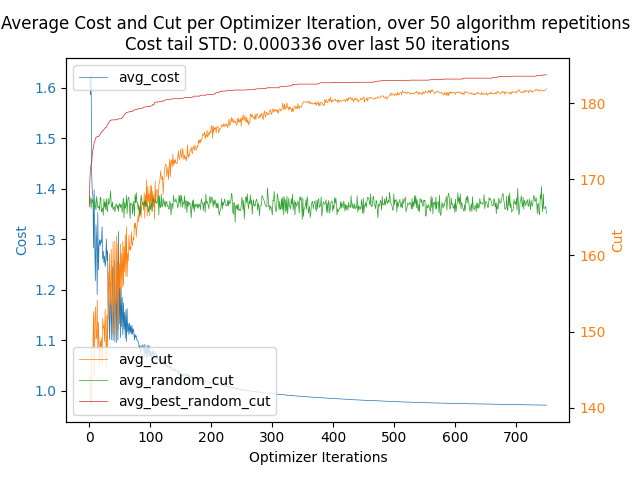 Average Cost and Cut per Optimizer Iteration, over 50 algorithm repetitions
Cost tail STD: 0.000336 over last 50 iterations
avg_cost
1.6
1.5
1.4
1.3
1.2
1.1
1.0
Cost
180
170
160
150
140
Cut
avg_cut
avg_random_cut
avg_best_random_cut
0 100 200 300 400 500 600 700
Optimizer Iterations